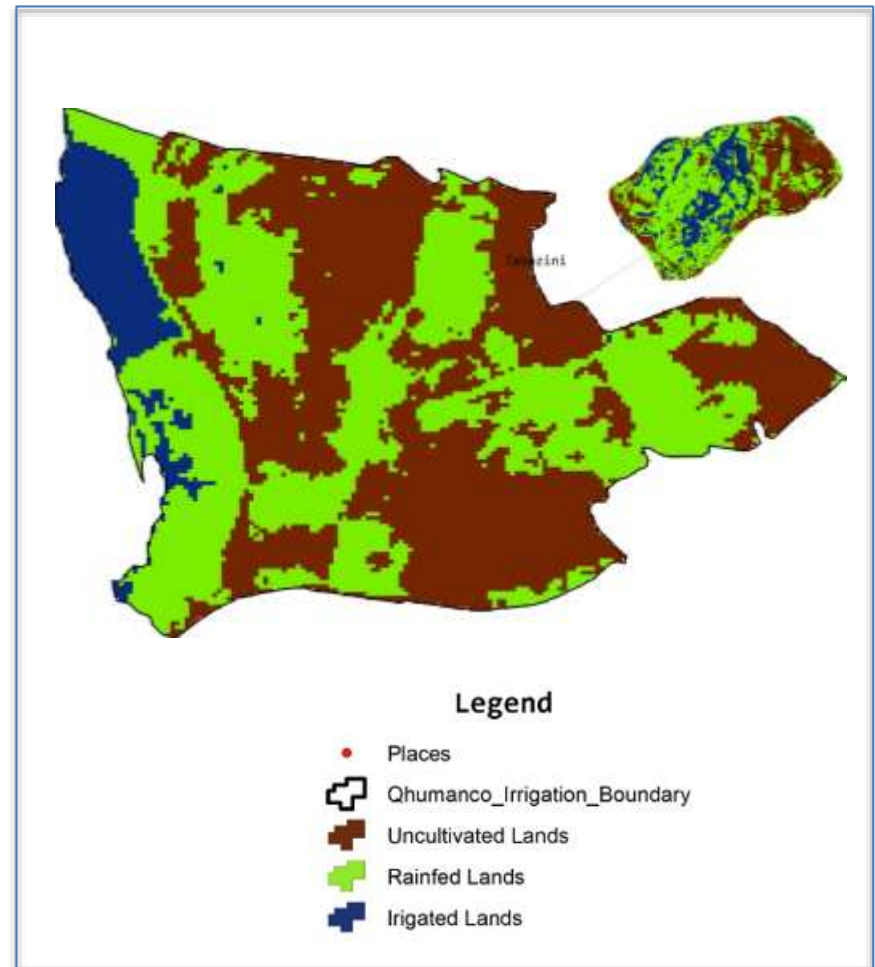 Legend
Places
Qhumanco_Irrigation_Boundary
Uncultivated Lands
Rainfed Lands
Irigated Lands